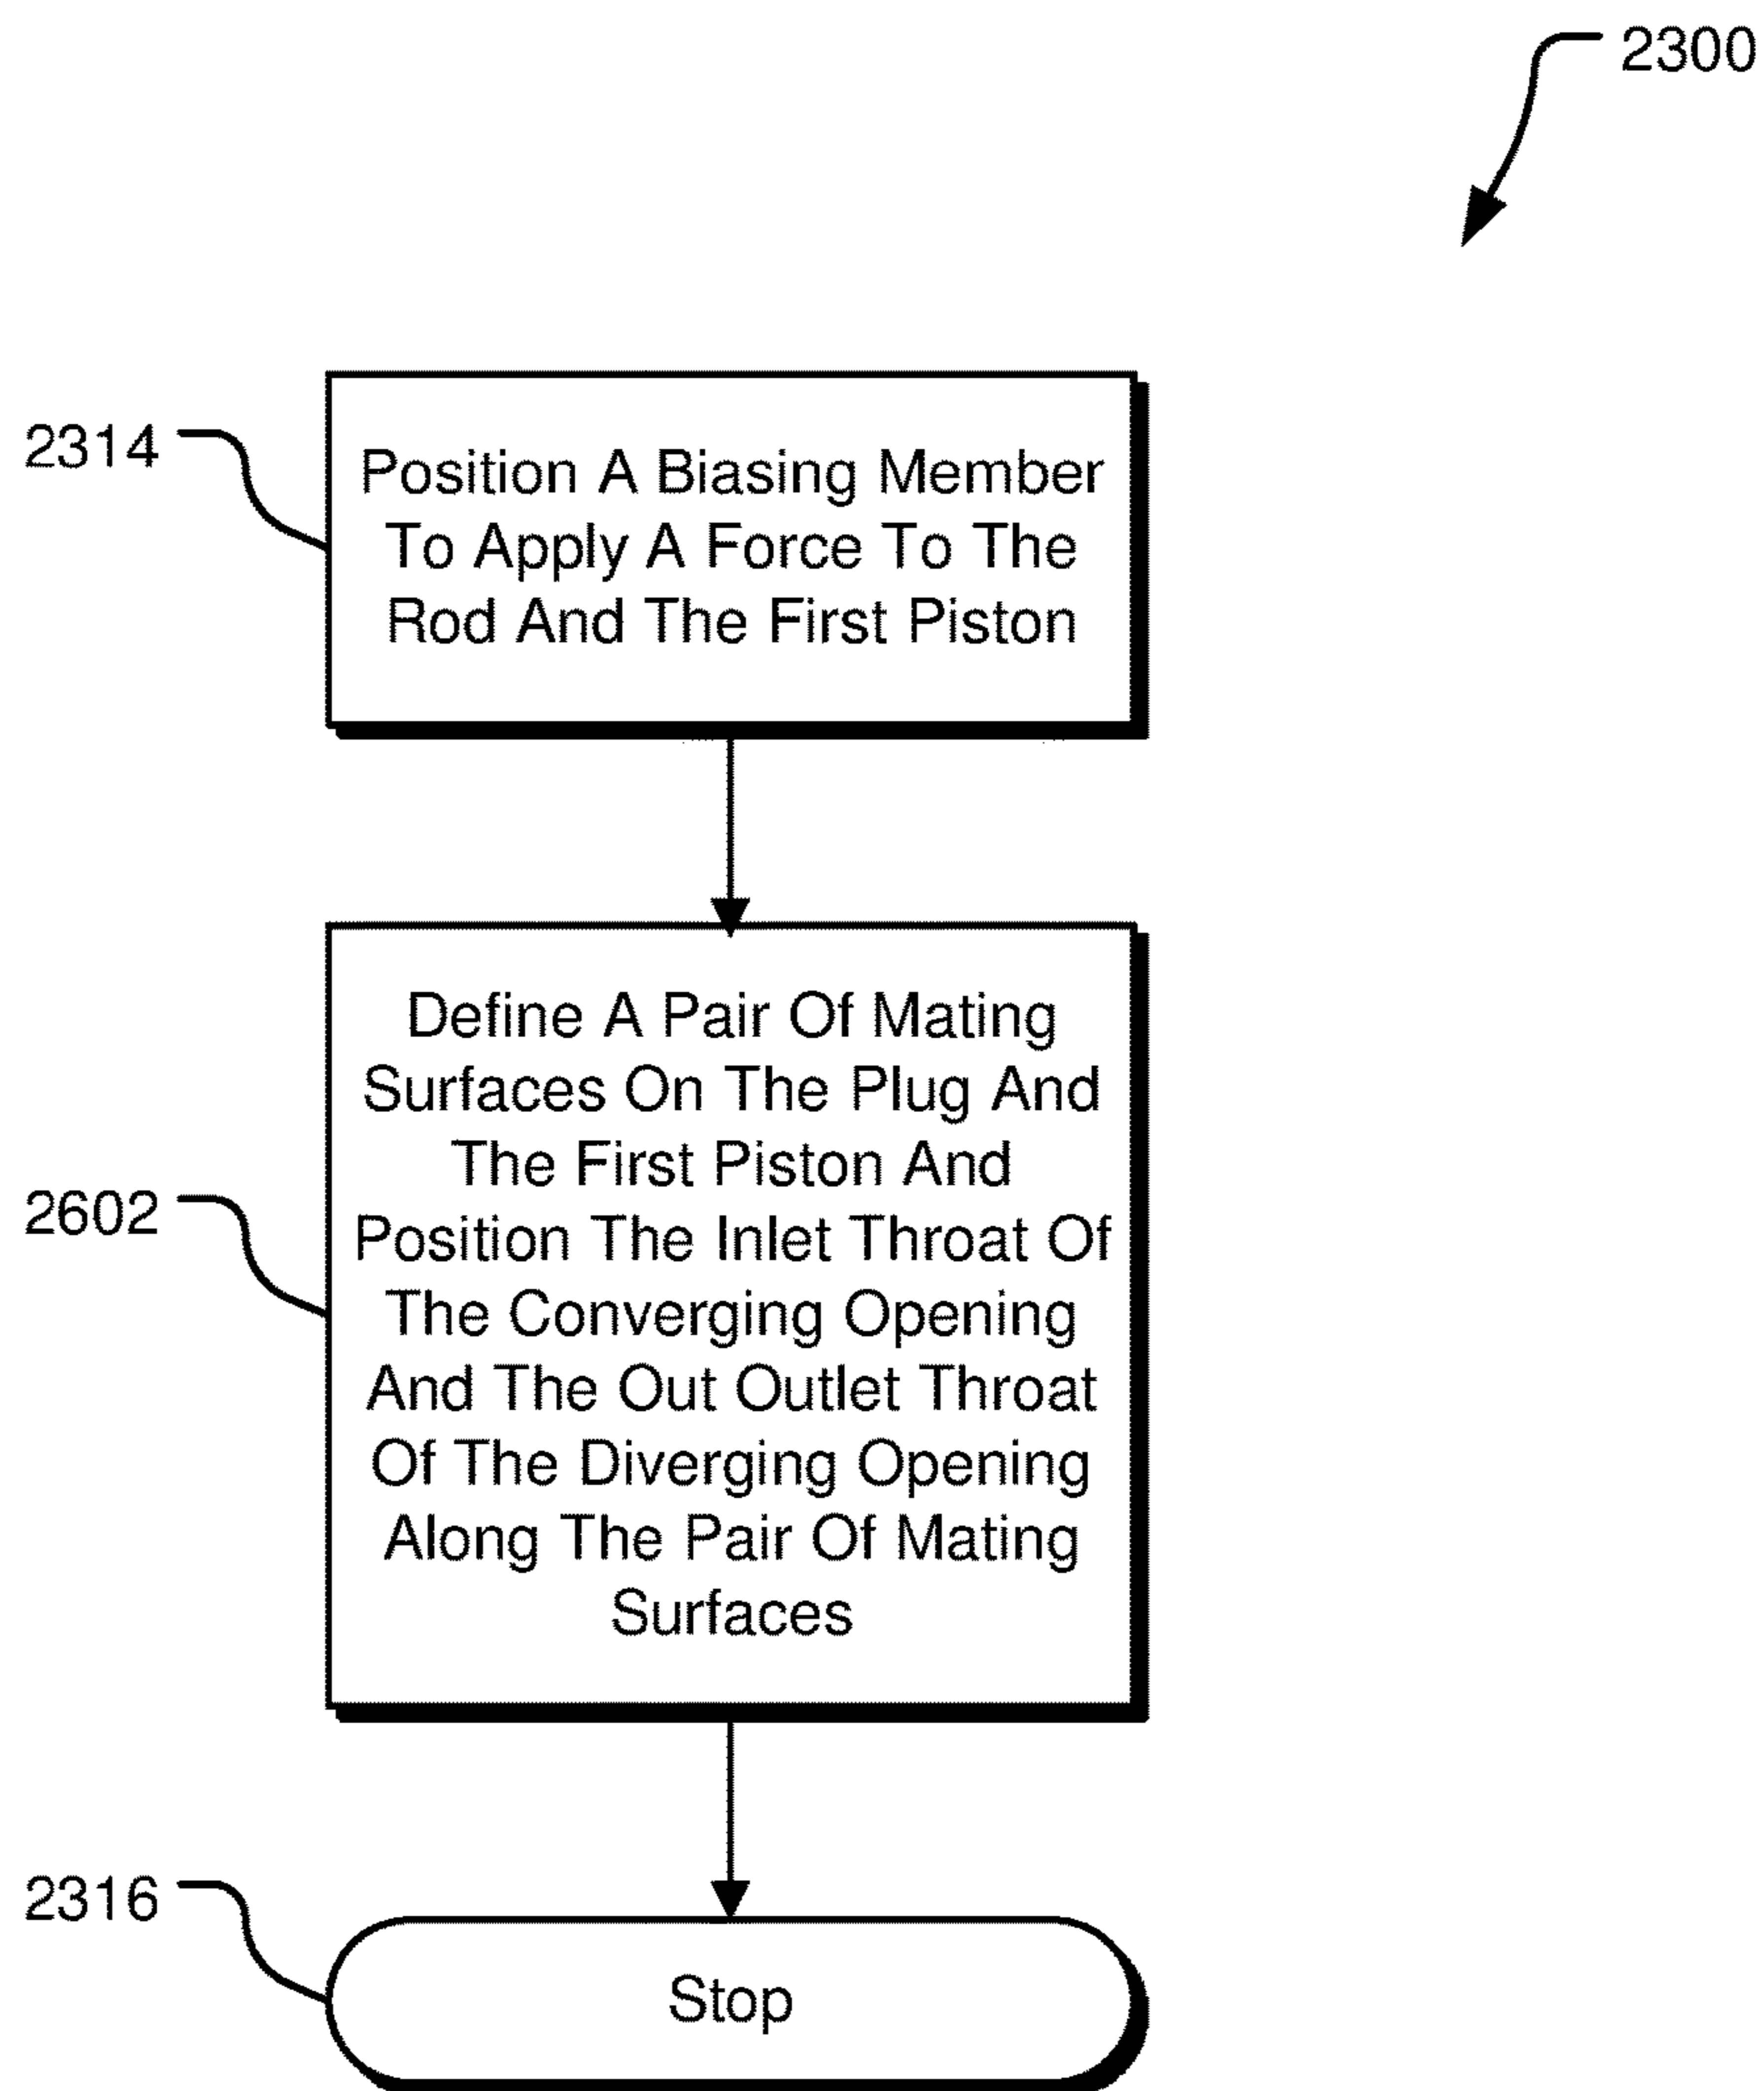 2300
2314
Position A Biasing Member
To Apply A Force To The
Rod And The First Piston
2602
Define A Pair Of Mating
Surfaces On The Plug And
The First Piston And
Position The Inlet Throat Of
The Converging Opening
And The Out Outlet Throat
Of The Diverging Opening
Along The Pair Of Mating
Surfaces
2316
Stop